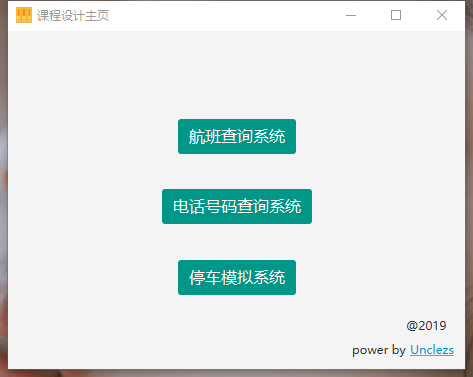 课程设计主页
航班查询系统
电话号码查询系统
停车模拟系统
@2019
power by Unclezs